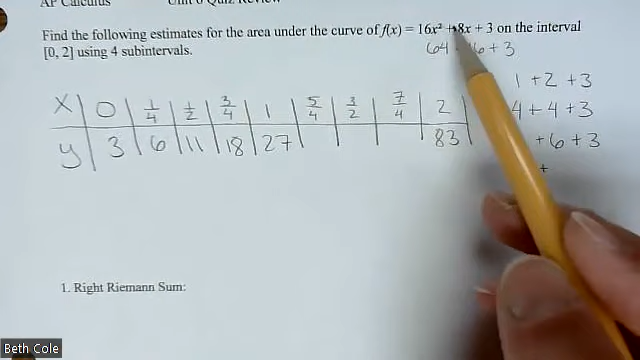 AP Calculus Unit 6 Quiz Review
Find the following estimates for the area under the curve of f(x) = 16x² + 8x + 3 on the interval
[0, 2] using 4 subintervals.
64 + 16 + 3
1 + 2 + 3
4 + 4 + 3
+ 6 + 3
+
X 0 1/4 1/2 3/4 1 5/4 3/2 7/4 2
y 3 6 11 18 27 83
1. Right Riemann Sum:
Beth Cole